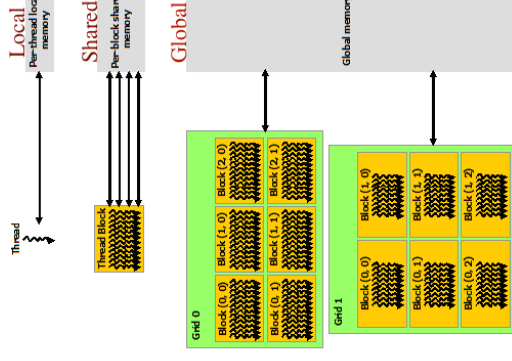 Local
Per-thread loc
memory
Thread
Shared
Per-block shar
memory
Thread Block
Global
Global memory
Grid 0
Block (0, 0)
Block (1, 0)
Block (2, 0)
Block (0, 1)
Block (1, 1)
Block (2, 1)
Grid 1
Block (0, 0)
Block (1, 0)
Block (0, 1)
Block (1, 1)
Block (0, 2)
Block (1, 2)